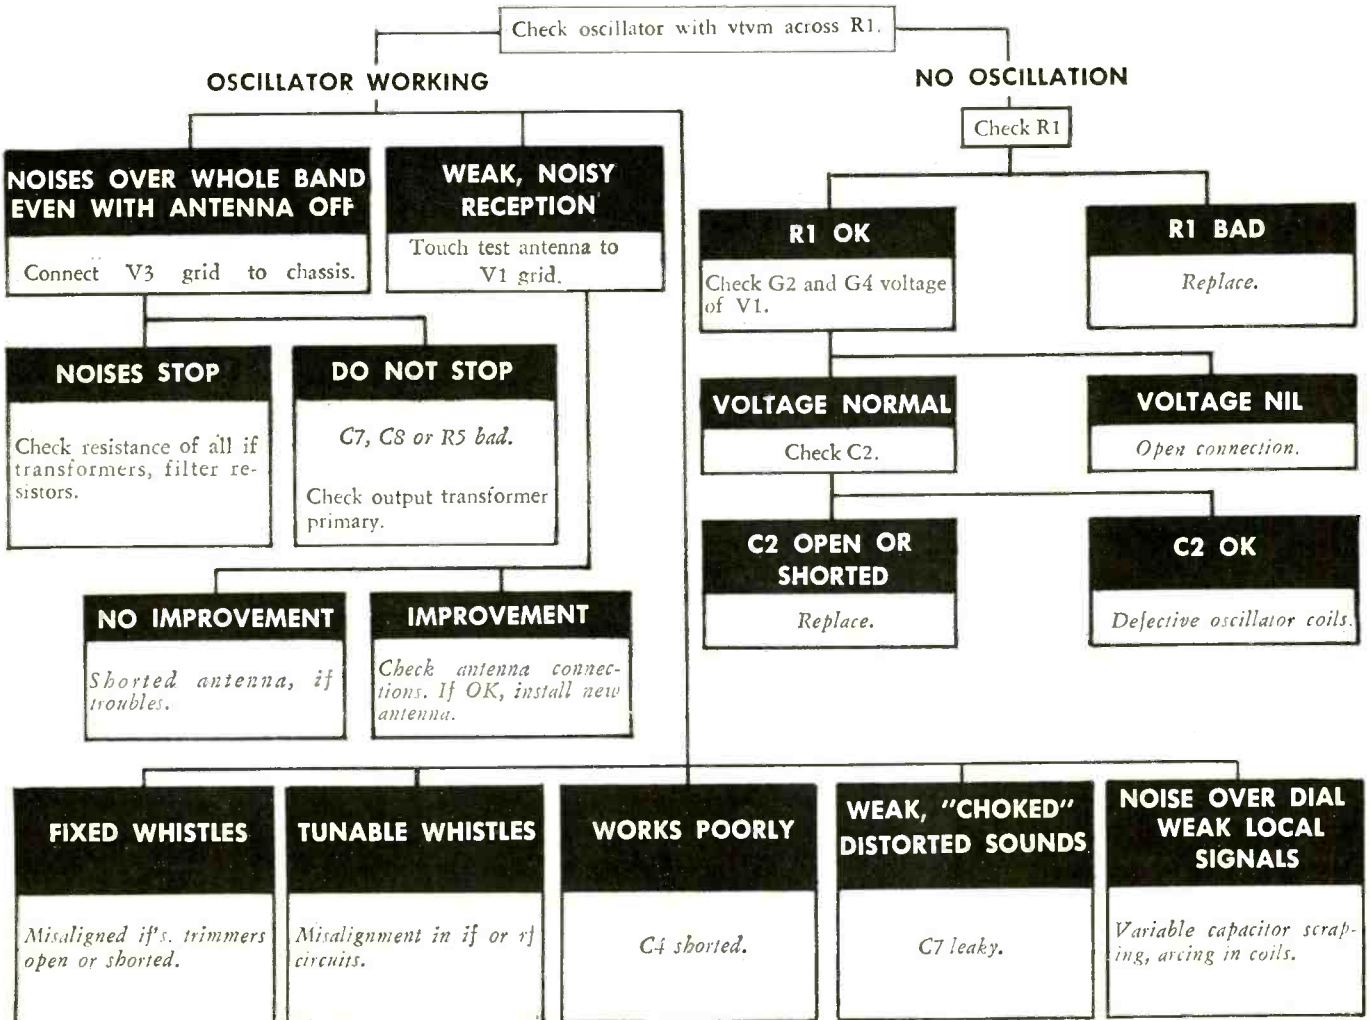 Check oscillator with vtvm across R1.
OSCILLATOR WORKING
NO OSCILLATION
Check R1
NOISES OVER WHOLE BAND
EVEN WITH ANTENNA OFF
Connect V3 grid to chassis.
WEAK, NOISY
RECEPTION
Touch test antenna to
V1 grid.
R1 OK
Check G2 and G4 voltage
of V1.
R1 BAD
Replace.
NOISES STOP
Check resistance of all if
transformers, filter re-
sistors.
DO NOT STOP
C7, C8 or R5 bad.
Check output transformer
primary.
VOLTAGE NORMAL
Check C2.
VOLTAGE NIL
Open connection.
C2 OPEN OR
SHORTED
Replace.
C2 OK
Defective oscillator coils.
NO IMPROVEMENT
Shorted antenna, if
troubles.
IMPROVEMENT
Check antenna connec-
tions. If OK, install new
antenna.
FIXED WHISTLES
Misaligned if's. trimmers
open or shorted.
TUNABLE WHISTLES
Misalignment in if or rf
circuits.
WORKS POORLY
C4 shorted.
WEAK, "CHOKED"
DISTORTED SOUNDS
C7 leaky.
NOISE OVER DIAL
WEAK LOCAL
SIGNALS
Variable capacitor scrap-
ing, arcing in coils.